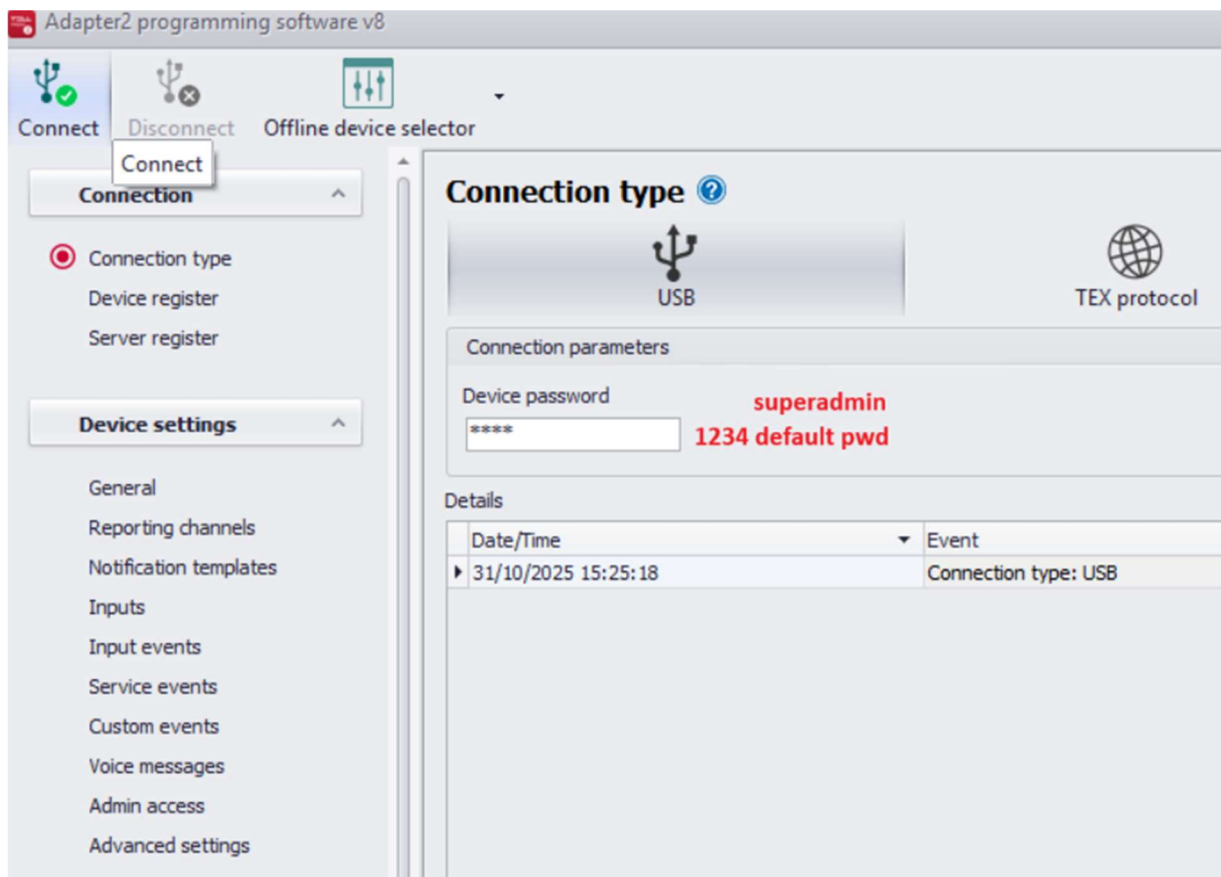 Adapter2 programming software v8
Connect
Disconnect
Offline device selector
Connect
Connection
Connection type
Device register
Server register
Device settings
General
Reporting channels
Notification templates
Inputs
Input events
Service events
Custom events
Voice messages
Admin access
Advanced settings
Connection type
USB
TEX protocol
Connection parameters
Device password
superadmin
**** 1234 default pwd
Details
Date/Time Event
31/10/2025 15:25:18 Connection type: USB